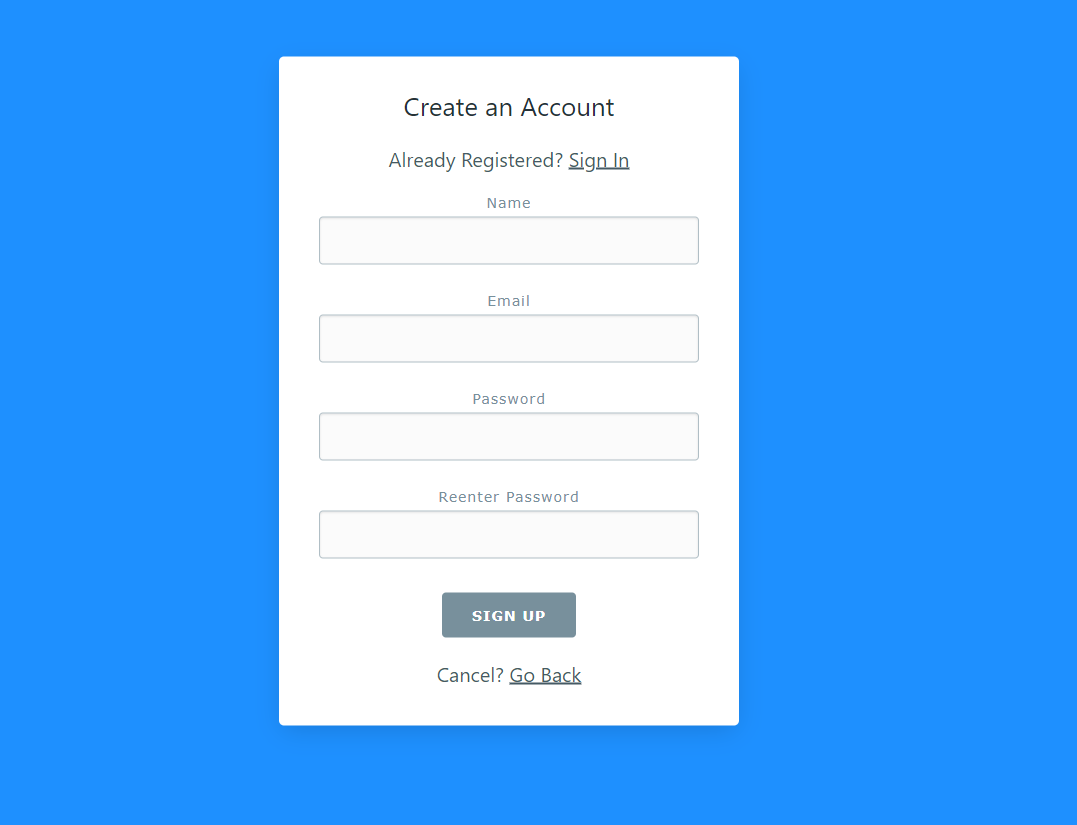 Create an Account
Already Registered? Sign In
Name
Email
Password
Reenter Password
SIGN UP
Cancel? Go Back